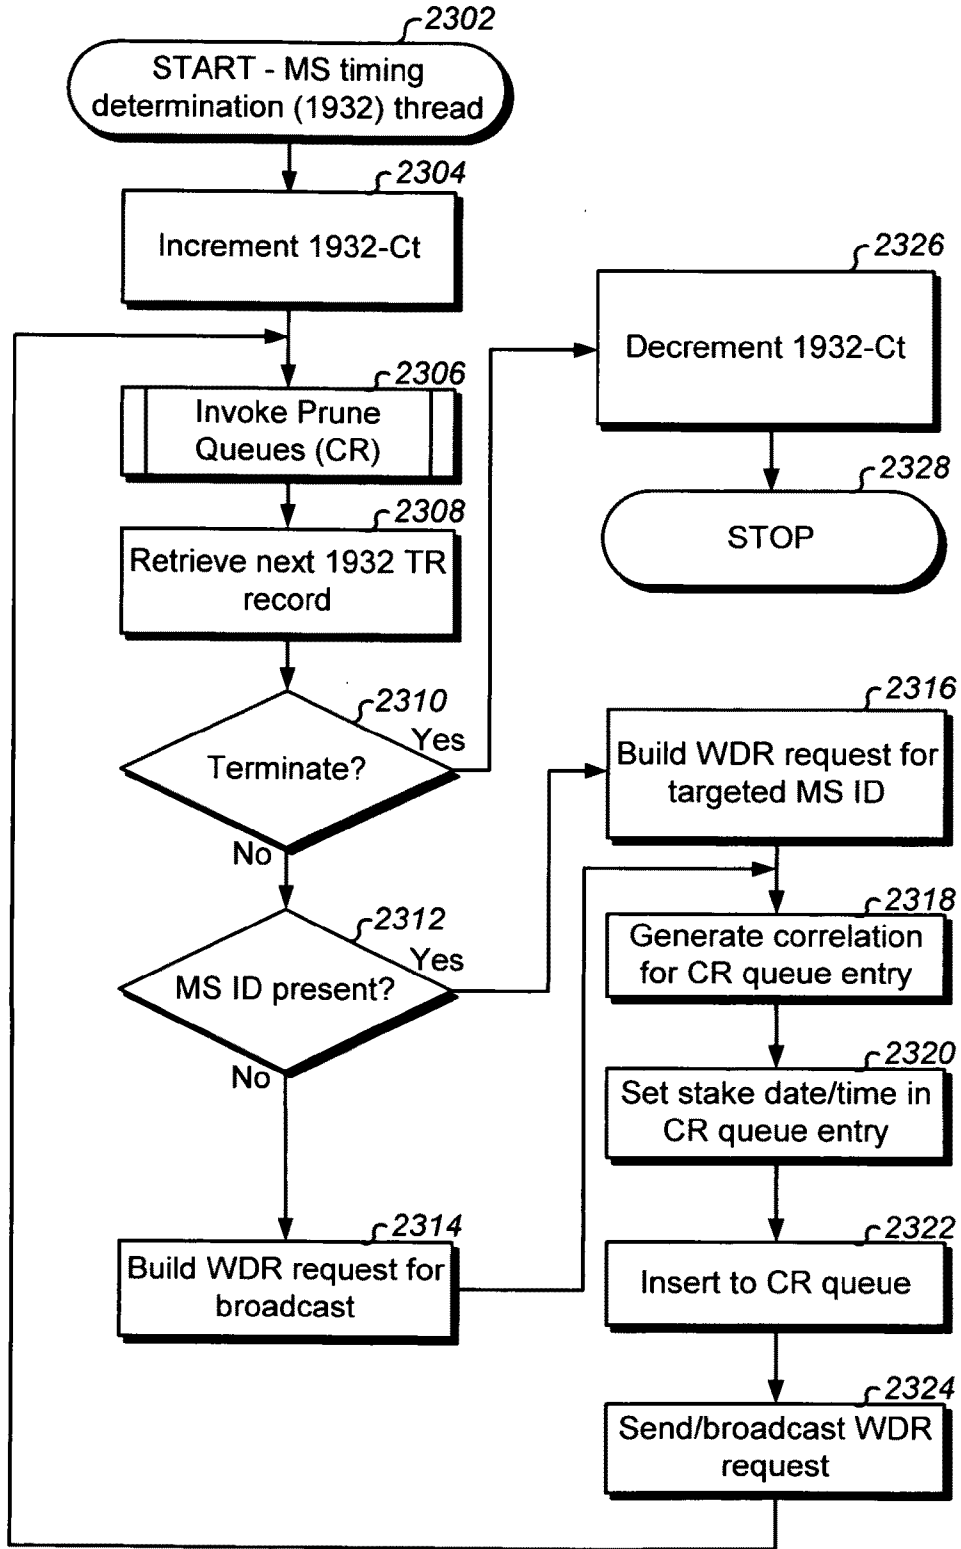 2302
START - MS timing
determination (1932) thread
2304
Increment 1932-Ct
2306
Invoke Prune
Queues (CR)
2308
Retrieve next 1932 TR
record
2310
Terminate?
Yes
No
2312
MS ID present?
Yes
No
2314
Build WDR request for
broadcast
2326
Decrement 1932-Ct
2328
STOP
2316
Build WDR request for
targeted MS ID
2318
Generate correlation
for CR queue entry
2320
Set stake date/time in
CR queue entry
2322
Insert to CR queue
2324
Send/broadcast WDR
request